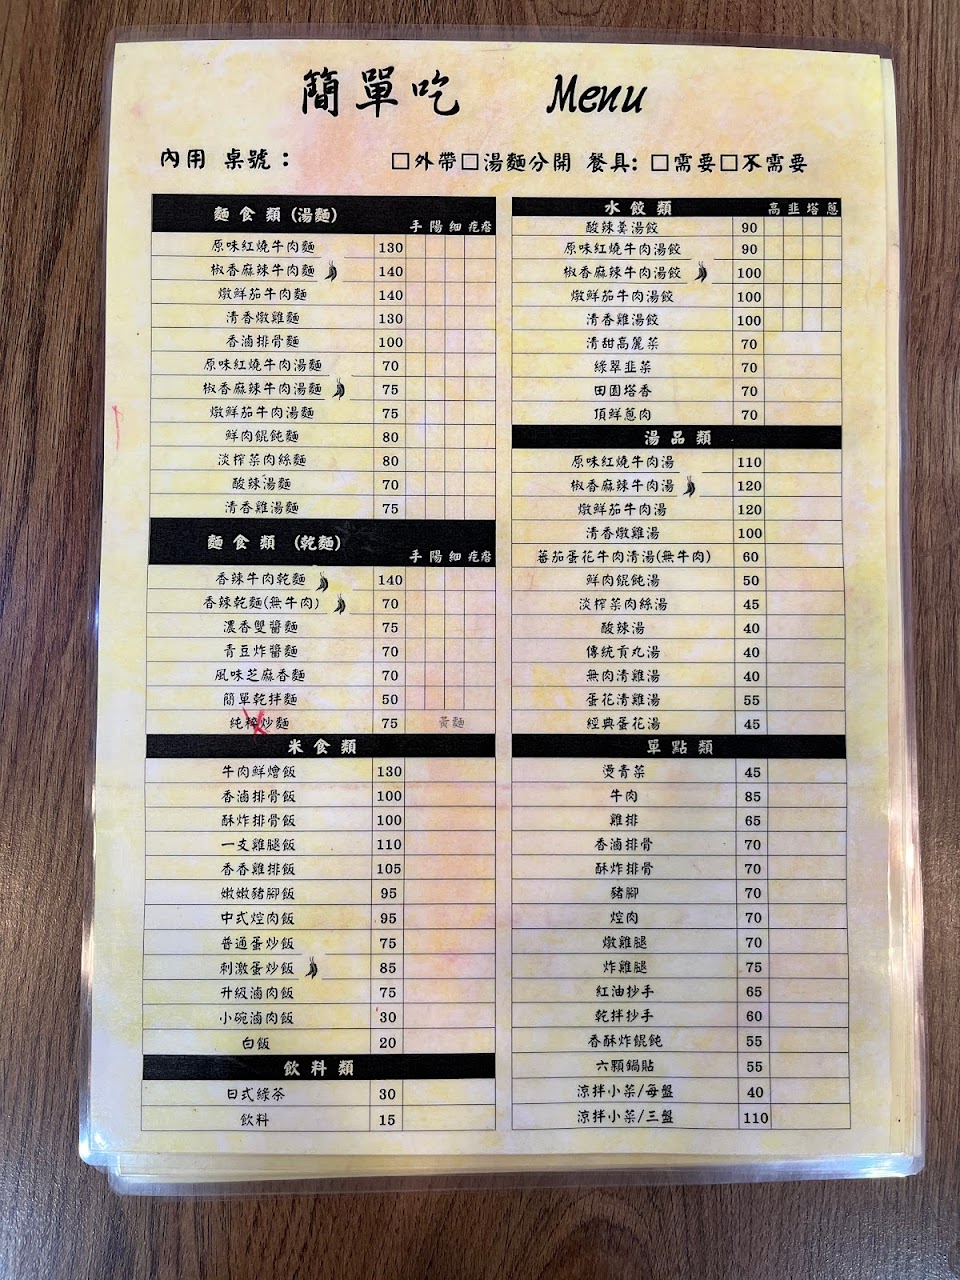 簡單吃 Menu
內用 桌號： □外帶□湯麵分開 餐具: □需要□不需要
麵食類 (湯麵) 手 陽 細 疙瘩
原味紅燒牛肉麵 130
椒香麻辣牛肉麵 140
燉鮮茄牛肉麵 140
清香燉雞麵 130
香滷排骨麵 100
原味紅燒牛肉湯麵 70
椒香麻辣牛肉湯麵 75
燉鮮茄牛肉湯麵 75
鮮肉餛飩麵 80
淡榨菜肉絲麵 80
酸辣湯麵 70
清香雞湯麵 75
麵食類 (乾麵) 手 陽 細 疙瘩
香辣牛肉乾麵 140
香辣乾麵(無牛肉) 70
濃香雙醬麵 75
青豆炸醬麵 70
風味芝麻香麵 70
簡單乾拌麵 50
純粹炒麵 75 黃麵
米食類
牛肉鮮燴飯 130
香滷排骨飯 100
酥炸排骨飯 100
一支雞腿飯 110
香香雞排飯 105
嫩嫩豬腳飯 95
中式焢肉飯 95
普通蛋炒飯 75
刺激蛋炒飯 85
升級滷肉飯 75
小碗滷肉飯 30
白飯 20
飲料類
日式綠茶 30
飲料 15
水餃類 高 韭 塔 蔥
酸辣羹湯餃 90
原味紅燒牛肉湯餃 90
椒香麻辣牛肉湯餃 100
燉鮮茄牛肉湯餃 100
清香雞湯餃 100
清甜高麗菜 70
綠翠韭菜 70
田園塔香 70
頂鮮蔥肉 70
湯品類
原味紅燒牛肉湯 110
椒香麻辣牛肉湯 120
燉鮮茄牛肉湯 120
清香燉雞湯 100
蕃茄蛋花牛肉清湯(無牛肉) 60
鮮肉餛飩湯 50
淡榨菜肉絲湯 45
酸辣湯 40
傳統貢丸湯 40
無肉清雞湯 40
蛋花清雞湯 55
經典蛋花湯 45
單點類
燙青菜 45
牛肉 85
雞排 65
香滷排骨 70
酥炸排骨 70
豬腳 70
焢肉 70
燉雞腿 70
炸雞腿 75
紅油抄手 65
乾拌抄手 60
香酥炸餛飩 55
六顆鍋貼 55
涼拌小菜/每盤 40
涼拌小菜/三盤 110